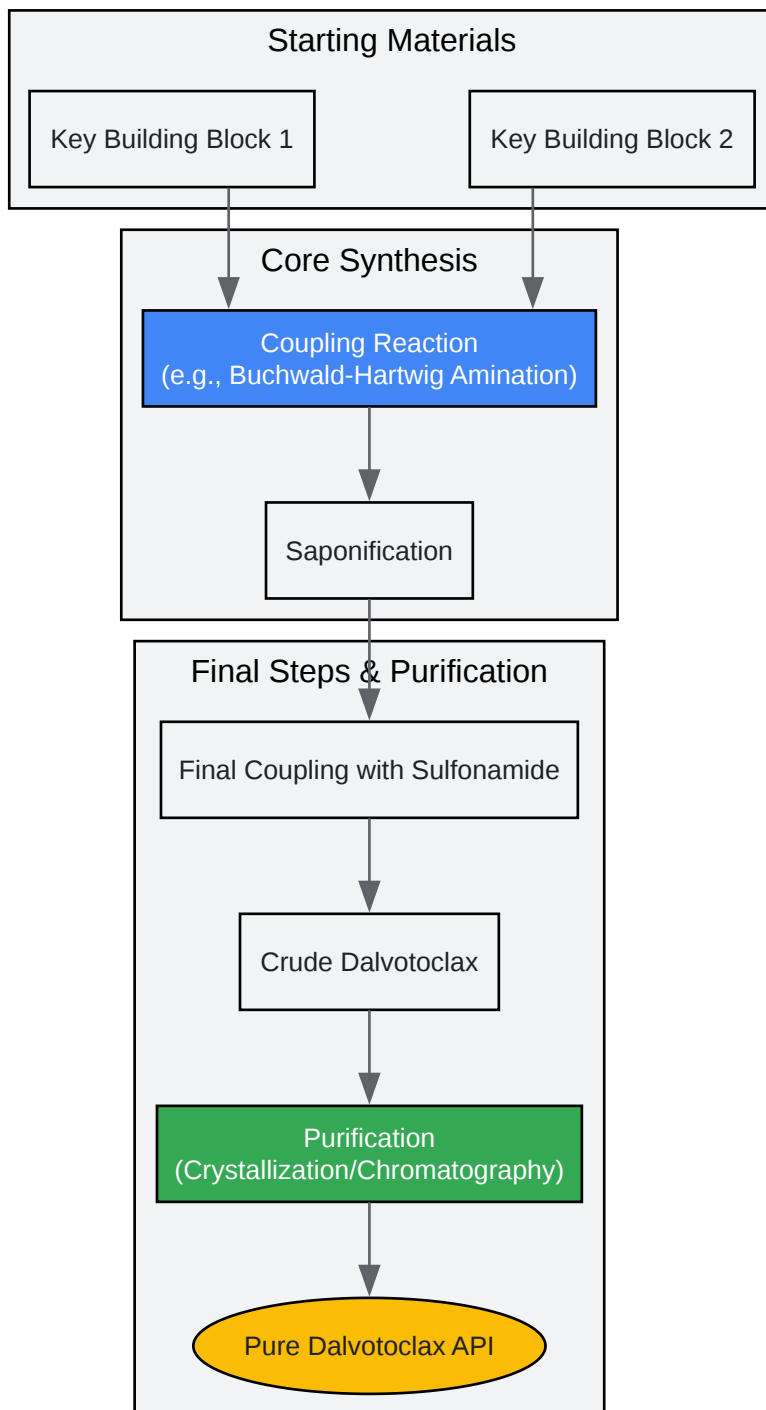 Starting Materials
Key Building Block 1
Key Building Block 2
Core Synthesis
Coupling Reaction
(e.g., Buchwald-Hartwig Amination)
Saponification
Final Steps & Purification
Final Coupling with Sulfonamide
Crude Dalvotoclax
Purification
(Crystallization/Chromatography)
Pure Dalvotoclax API